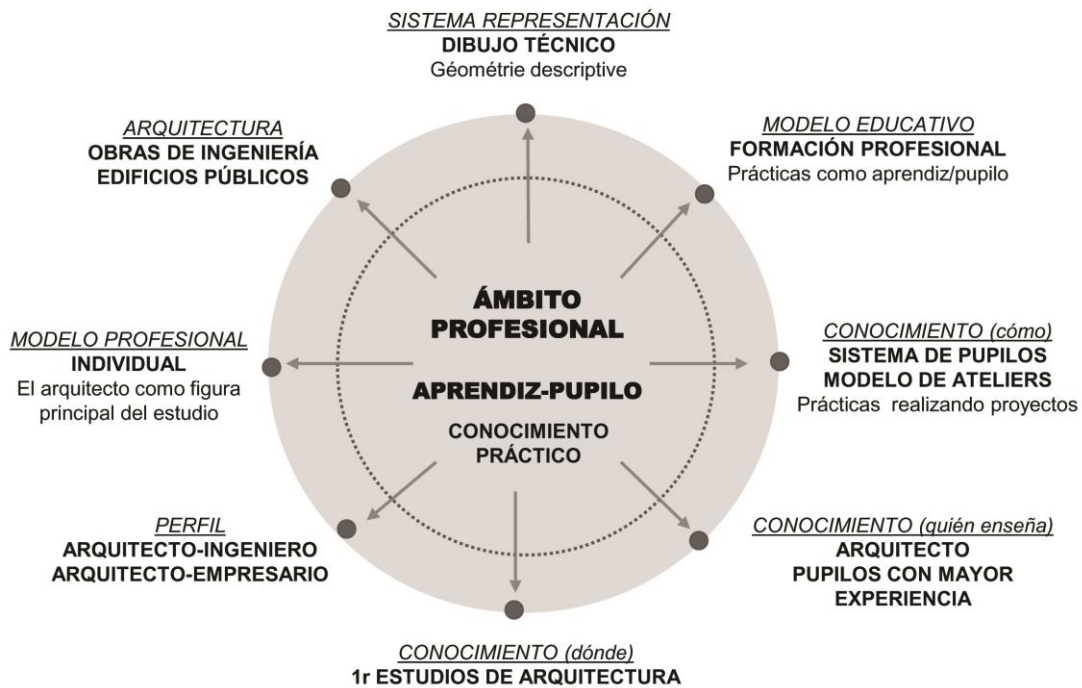 SISTEMA REPRESENTACIÓN
DIBUJO TÉCNICO
Géométrie descriptive
ARQUITECTURA
OBRAS DE INGENIERÍA
EDIFICIOS PÚBLICOS
MODELO EDUCATIVO
FORMACIÓN PROFESIONAL
Prácticas como aprendiz/pupilo
ÁMBITO
PROFESIONAL
APRENDIZ-PUPILO
CONOCIMIENTO
PRÁCTICO
MODELO PROFESIONAL
INDIVIDUAL
El arquitecto como figura
principal del estudio
CONOCIMIENTO (cómo)
SISTEMA DE PUPILOS
MODELO DE ATELIERS
Prácticas realizando proyectos
PERFIL
ARQUITECTO-INGENIERO
ARQUITECTO-EMPRESARIO
CONOCIMIENTO (quién enseña)
ARQUITECTO
PUPILOS CON MAYOR
EXPERIENCIA
CONOCIMIENTO (dónde)
1r ESTUDIOS DE ARQUITECTURA